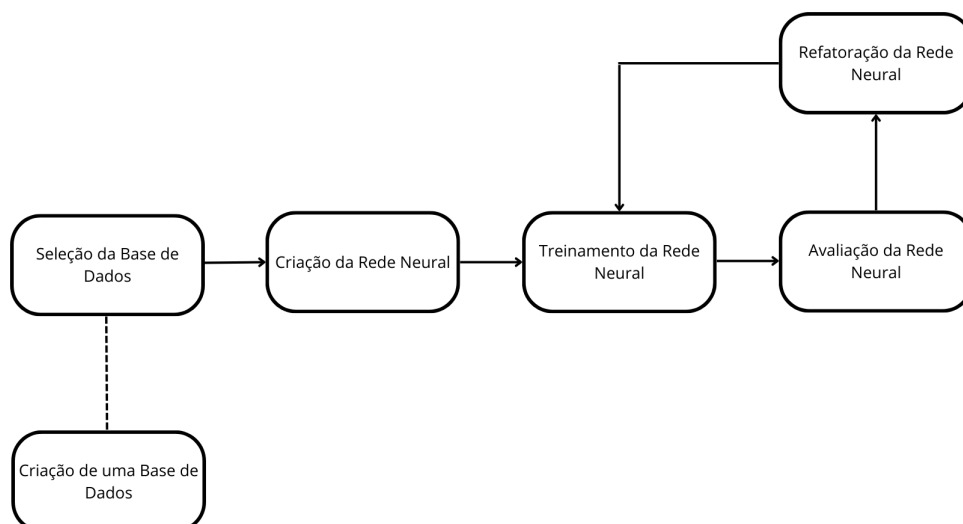 Refatoração da Rede
Neural
Seleção da Base de
Dados
Criação da Rede Neural
Treinamento da Rede
Neural
Avaliação da Rede
Neural
Criação de uma Base de
Dados